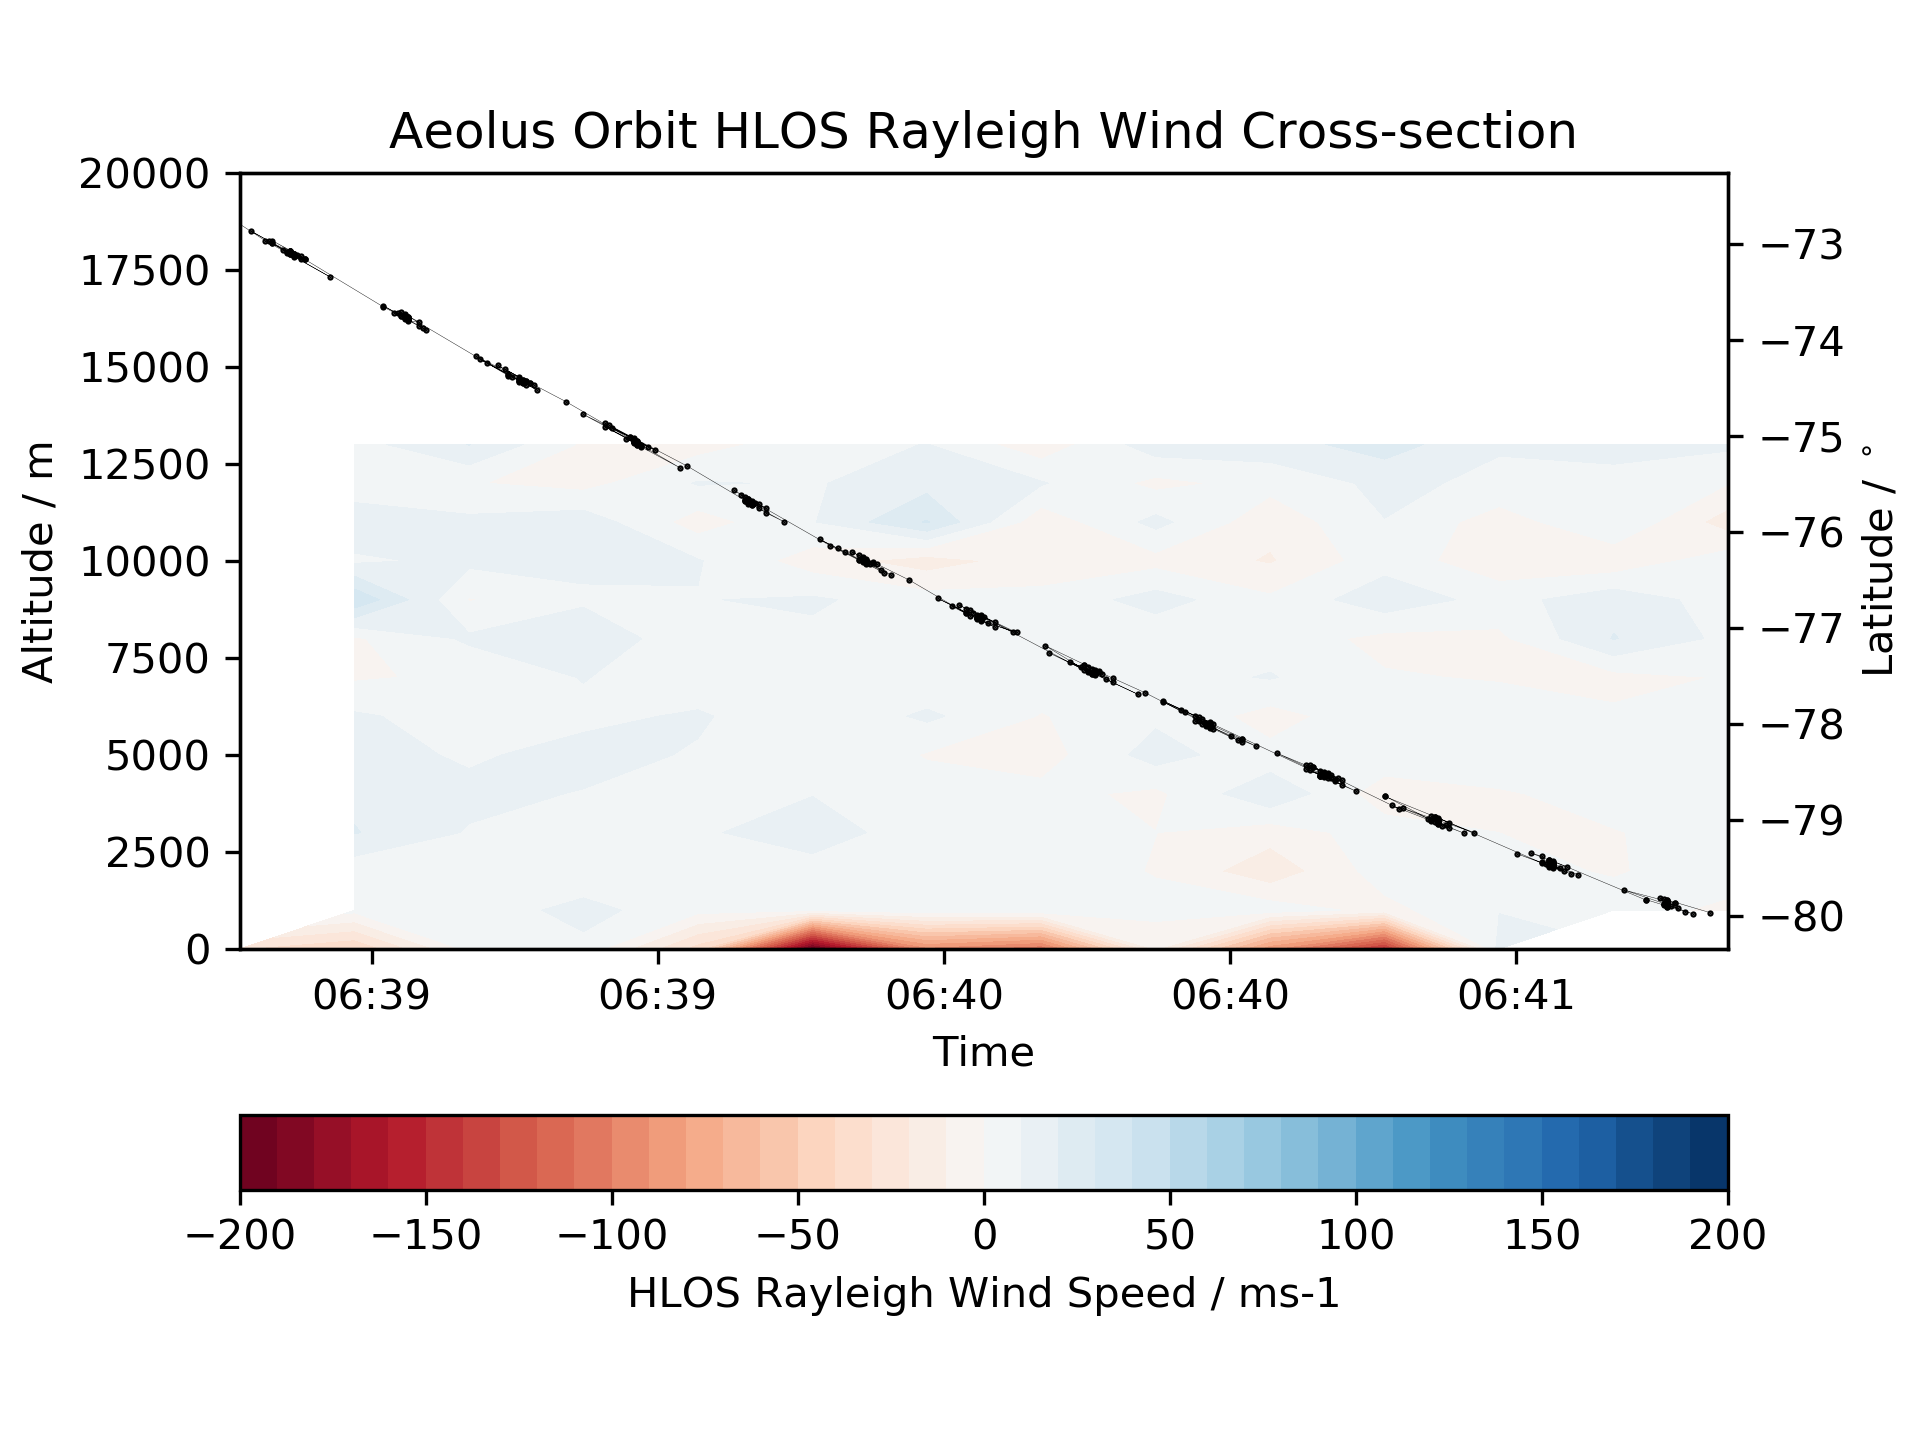 Aeolus Orbit HLOS Rayleigh Wind Cross-section
20000
17500
15000
12500
10000
7500
5000
2500
0
Altitude / m
−73
−74
−75
−76
−77
−78
−79
−80
Latitude / °
06:39 06:39 06:40 06:40 06:41
Time
−200 −150 −100 −50 0 50 100 150 200
HLOS Rayleigh Wind Speed / ms-1